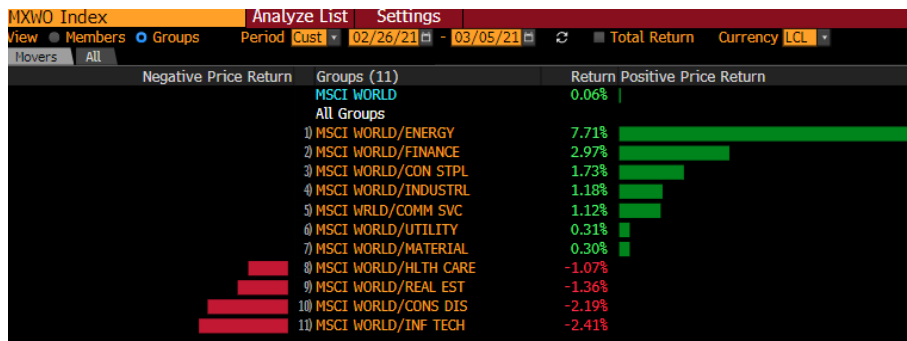 MXWO Index Analyze List Settings
View Members Groups Period Cust 02/26/21 - 03/05/21 Total Return Currency LCL
Movers All
Negative Price Return Groups (11) Return Positive Price Return
MSCI WORLD 0.06%
All Groups
1) MSCI WORLD/ENERGY 7.71%
2) MSCI WORLD/FINANCE 2.97%
3) MSCI WORLD/CON STPL 1.73%
4) MSCI WORLD/INDUSTRL 1.18%
5) MSCI WRLD/COMM SVC 1.12%
6) MSCI WORLD/UTILITY 0.31%
7) MSCI WORLD/MATERIAL 0.30%
8) MSCI WORLD/HLTH CARE -1.07%
9) MSCI WORLD/REAL EST -1.36%
10) MSCI WORLD/CONS DIS -2.19%
11) MSCI WORLD/INF TECH -2.41%